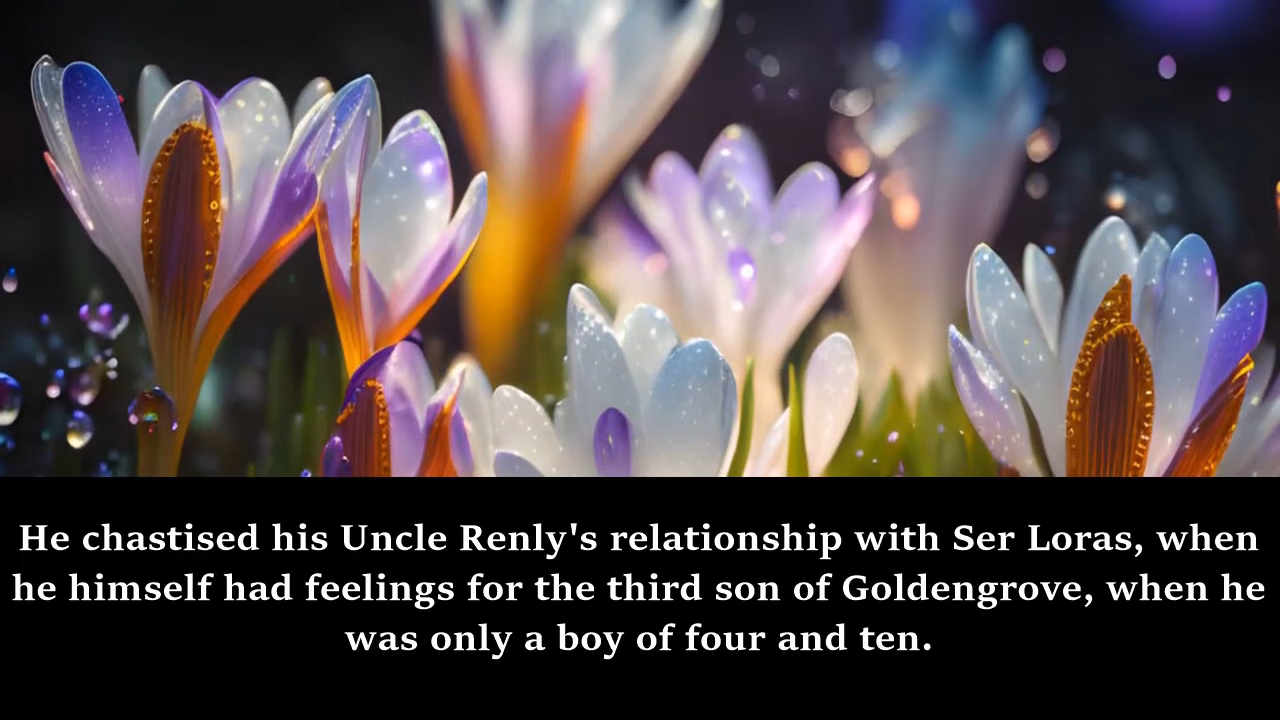 He chastised his Uncle Renly's relationship with Ser Loras, when
he himself had feelings for the third son of Goldengrove, when he
was only a boy of four and ten.